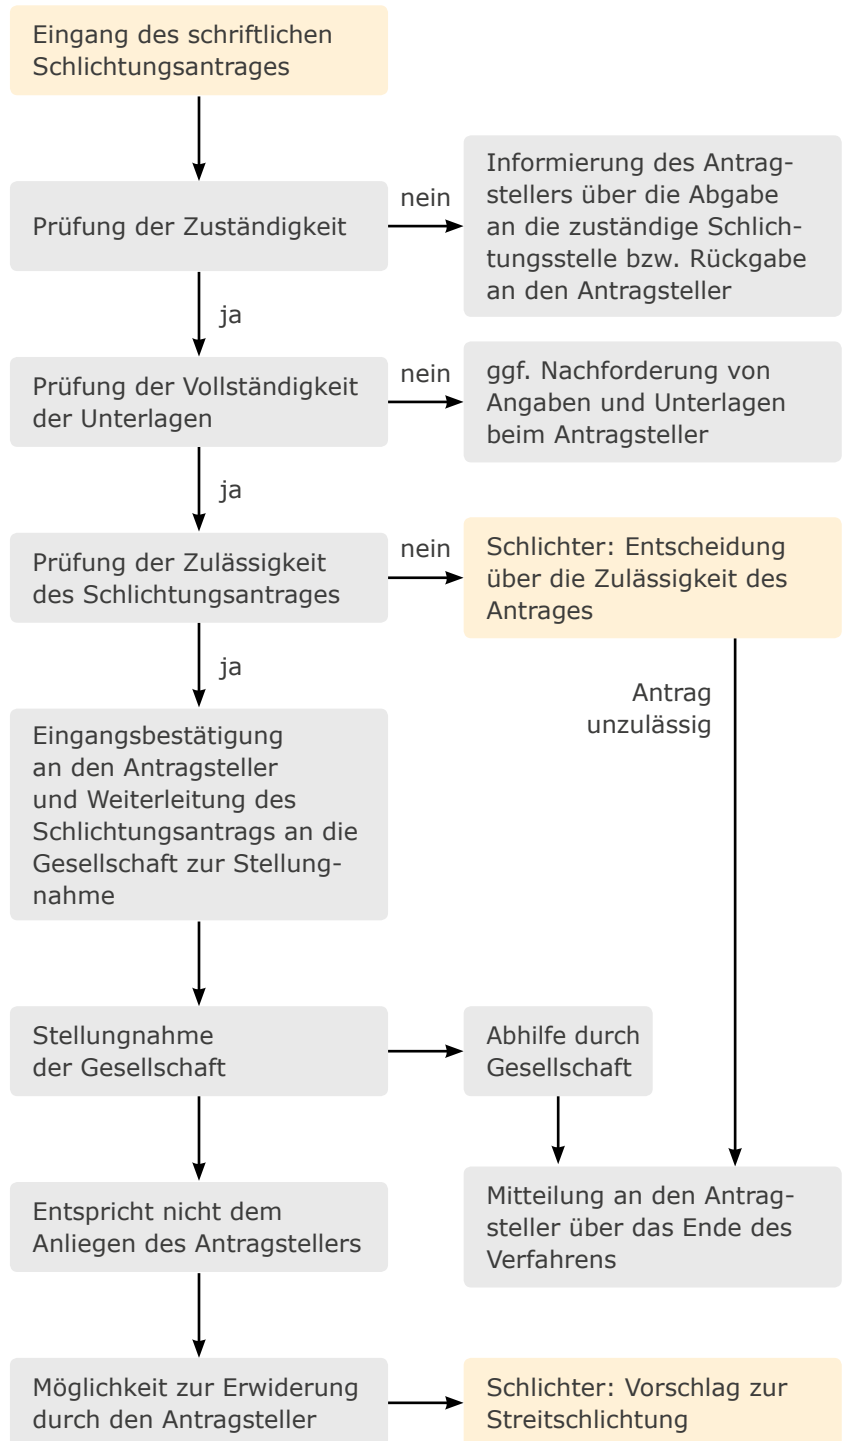 Eingang des schriftlichen
Schlichtungsantrages
Prüfung der Zuständigkeit
nein
Informierung des Antrag-
stellers über die Abgabe
an die zuständige Schlich-
tungsstelle bzw. Rückgabe
an den Antragsteller
ja
Prüfung der Vollständigkeit
der Unterlagen
nein
ggf. Nachforderung von
Angaben und Unterlagen
beim Antragsteller
ja
Prüfung der Zulässigkeit
des Schlichtungsantrages
nein
Schlichter: Entscheidung
über die Zulässigkeit des
Antrages
ja
Antrag
unzulässig
Eingangsbestätigung
an den Antragsteller
und Weiterleitung des
Schlichtungsantrags an die
Gesellschaft zur Stellung-
nahme
Stellungnahme
der Gesellschaft
Abhilfe durch
Gesellschaft
Entspricht nicht dem
Anliegen des Antragstellers
Mitteilung an den Antrag-
steller über das Ende des
Verfahrens
Möglichkeit zur Erwiderung
durch den Antragsteller
Schlichter: Vorschlag zur
Streitschlichtung